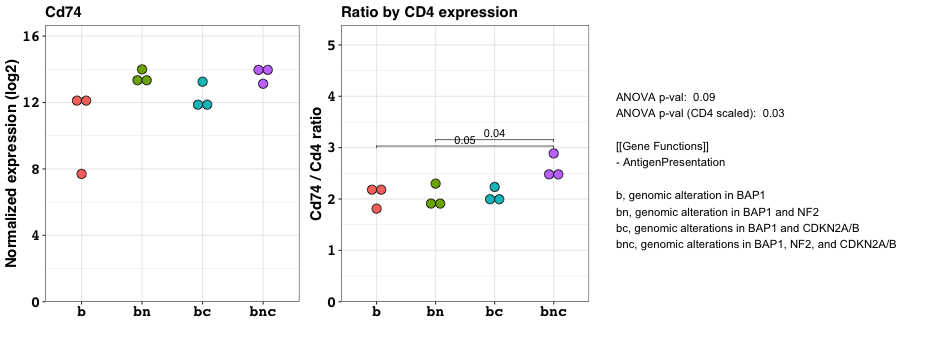 Cd74
Normalized expression (log2)
16
12
8
4
0
b bn bc bnc
Ratio by CD4 expression
Cd74 / Cd4 ratio
5
4
3
2
1
0
0.04
0.05
b bn bc bnc
ANOVA p-val: 0.09
ANOVA p-val (CD4 scaled): 0.03
[[Gene Functions]]
- AntigenPresentation
b, genomic alteration in BAP1
bn, genomic alteration in BAP1 and NF2
bc, genomic alterations in BAP1 and CDKN2A/B
bnc, genomic alterations in BAP1, NF2, and CDKN2A/B